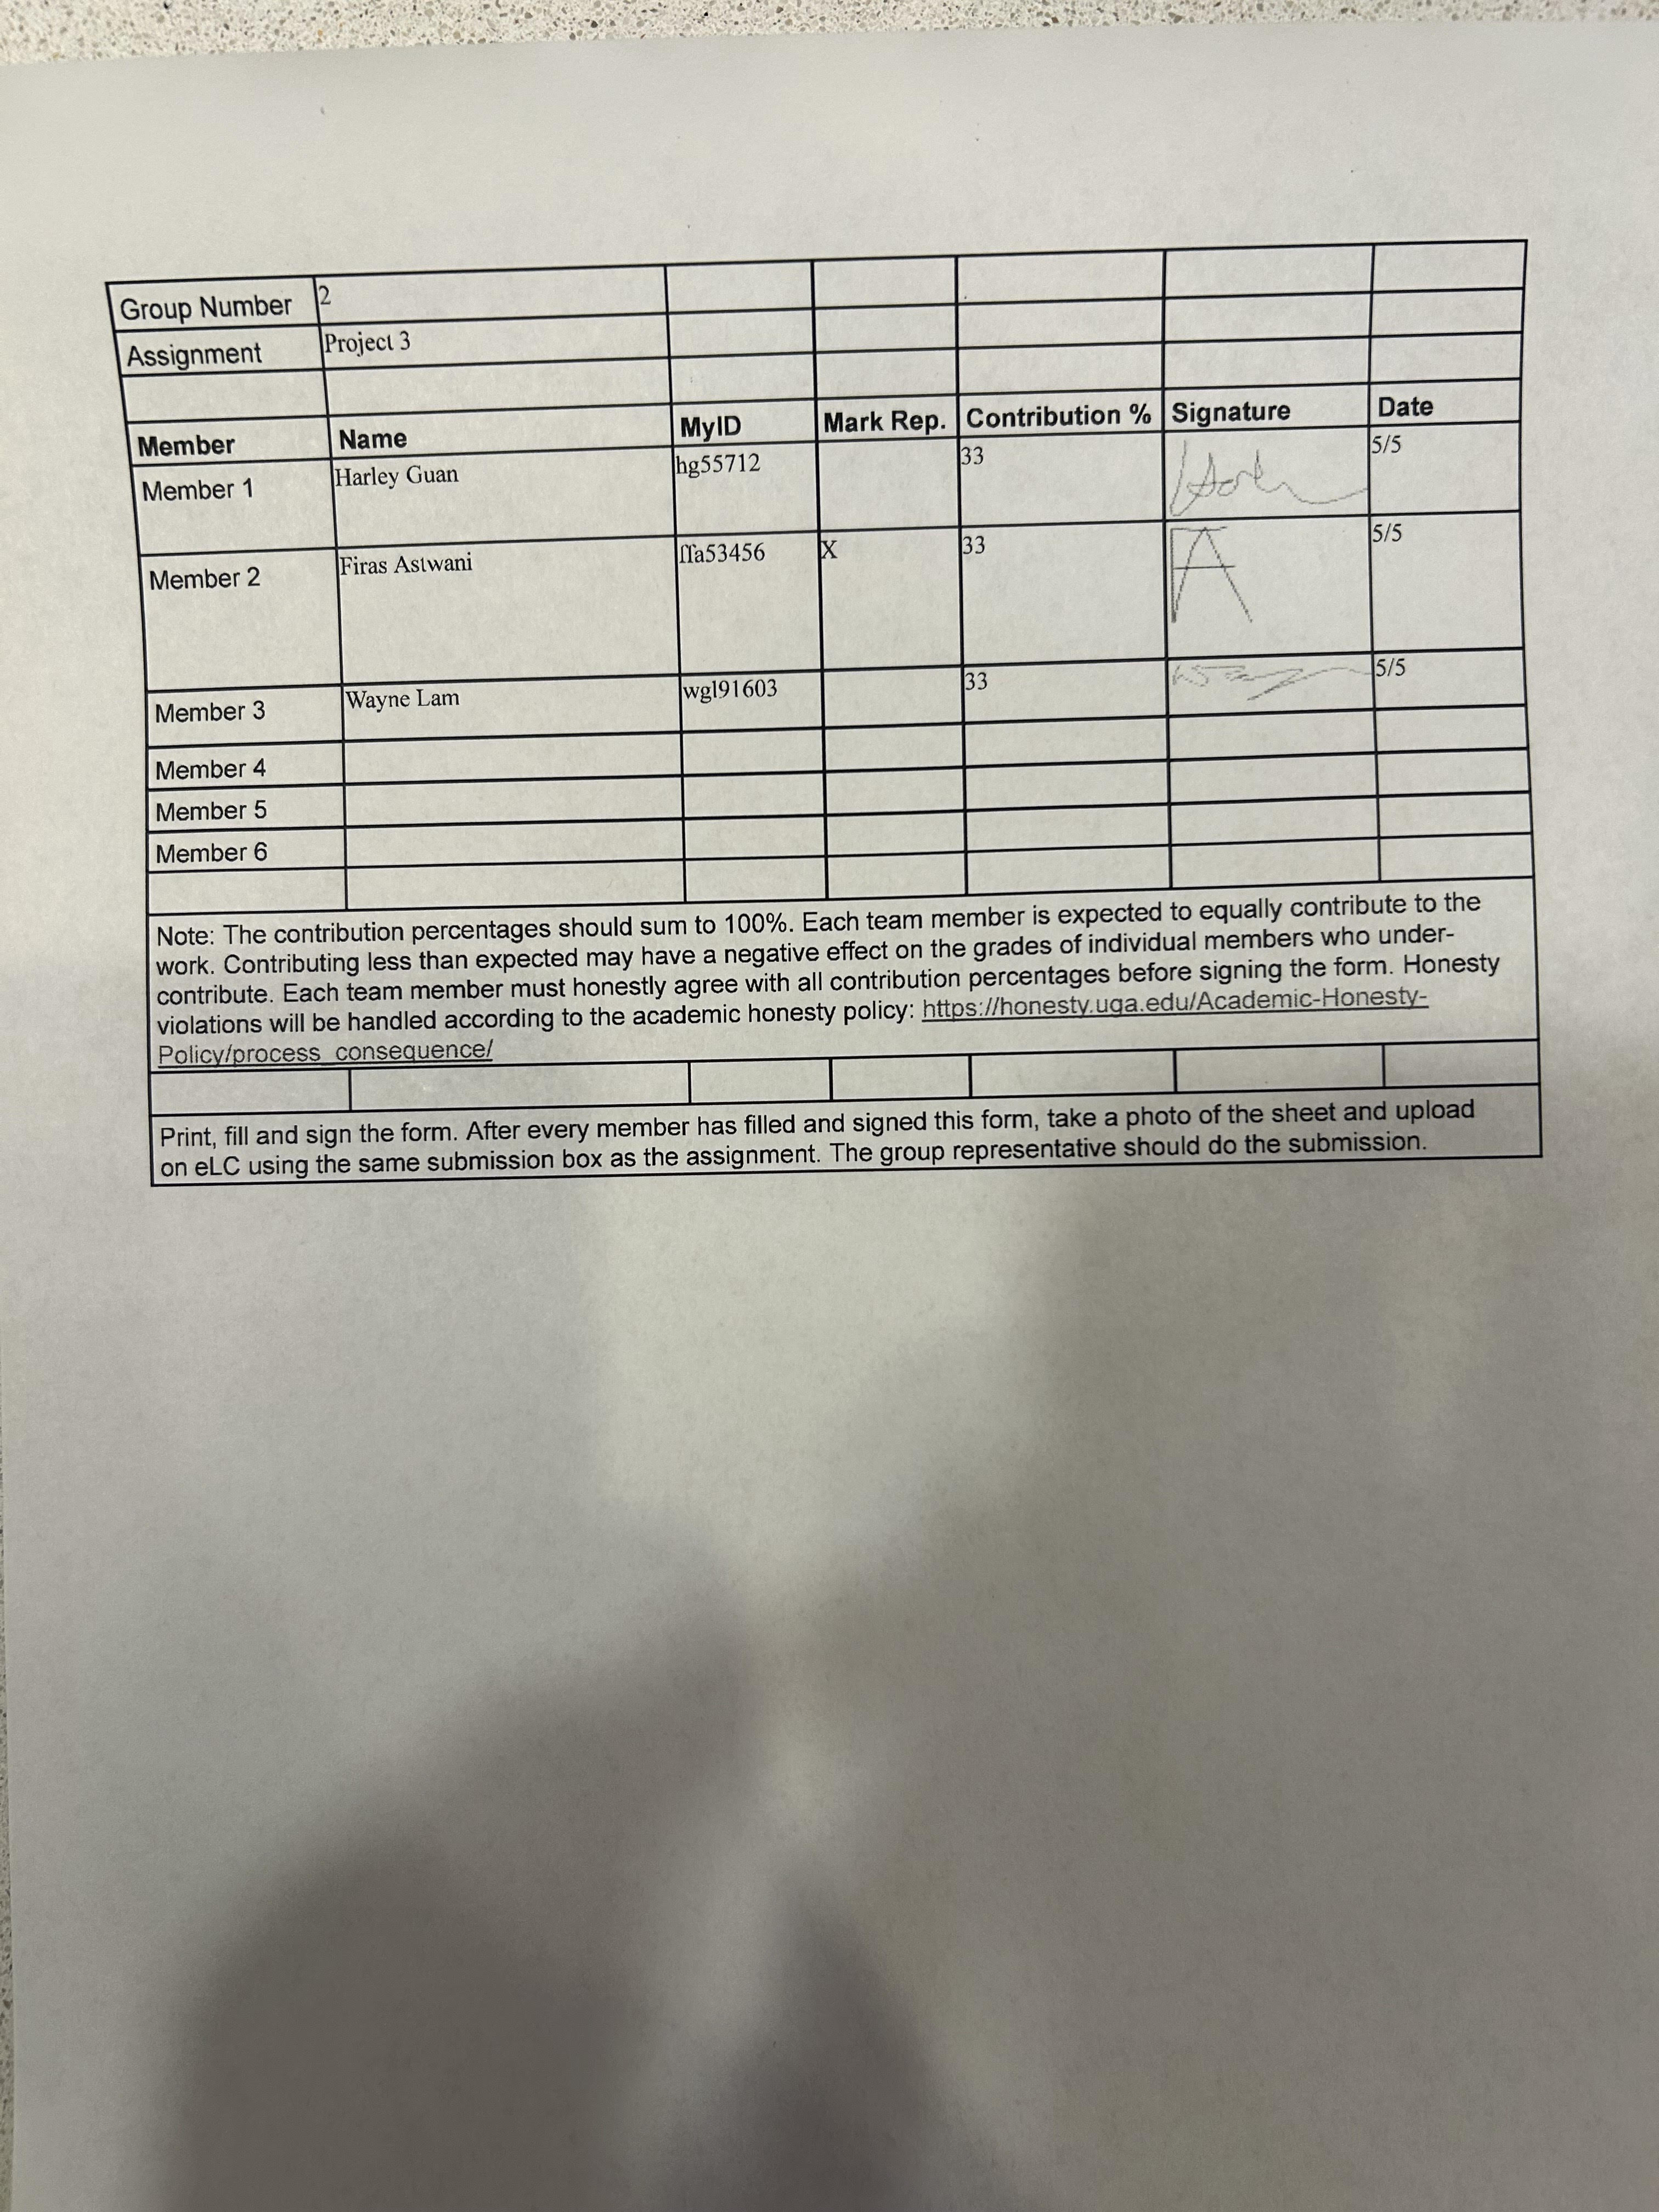 Group Number 2
Assignment Project 3
Member Name MyID Mark Rep. Contribution % Signature Date
Member 1 Harley Guan hg55712 33 5/5
Member 2 Firas Astwani ffa53456 X 33 A 5/5
Member 3 Wayne Lam wgl91603 33 5/5
Member 4
Member 5
Member 6
Note: The contribution percentages should sum to 100%. Each team member is expected to equally contribute to the
work. Contributing less than expected may have a negative effect on the grades of individual members who under-
contribute. Each team member must honestly agree with all contribution percentages before signing the form. Honesty
violations will be handled according to the academic honesty policy: https://honesty.uga.edu/Academic-Honesty-
Policy/process_consequence/
Print, fill and sign the form. After every member has filled and signed this form, take a photo of the sheet and upload
on eLC using the same submission box as the assignment. The group representative should do the submission.